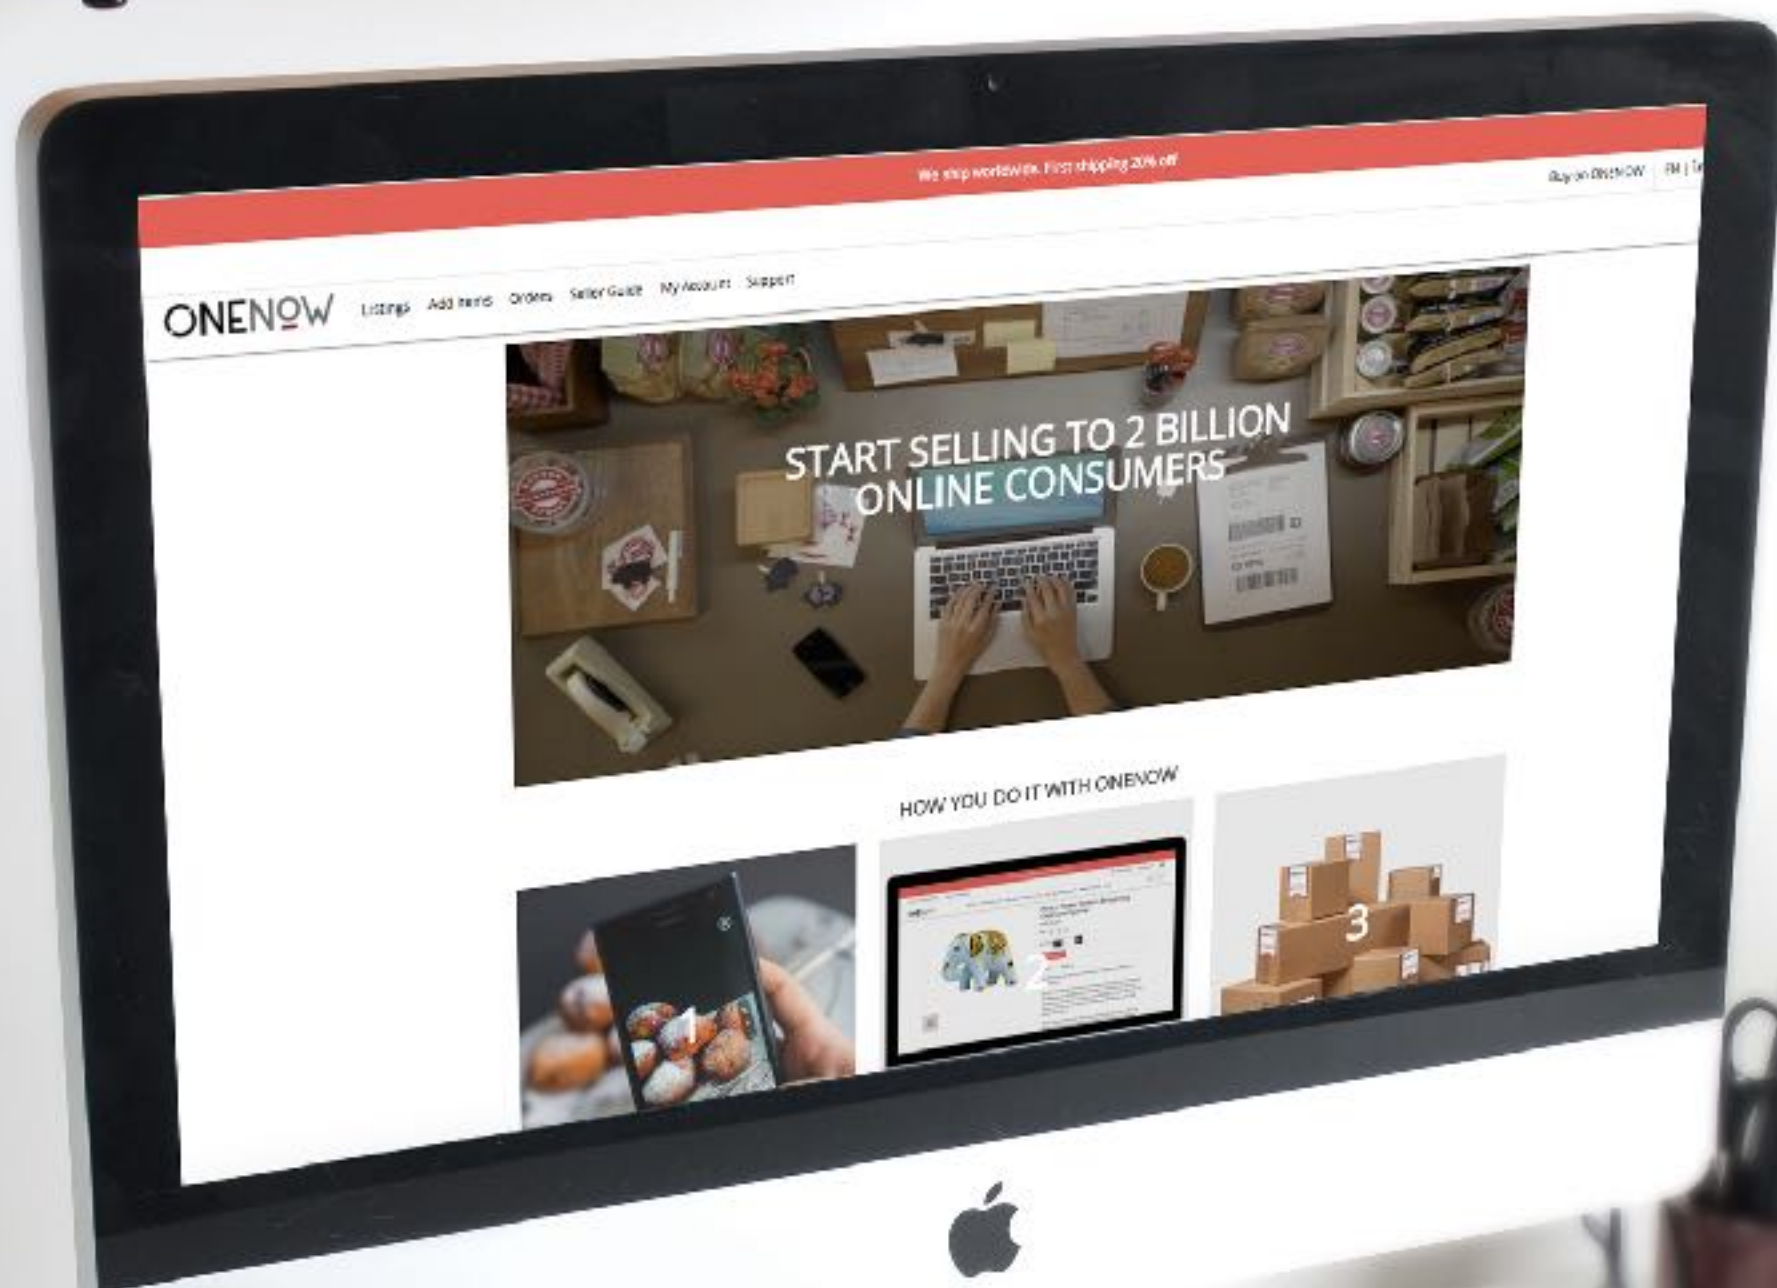 We ship worldwide. First shipping 20% off
Buy on ONENOW
ONENOW
Listings Add items Orders Seller Guide My Account Support
START SELLING TO 2 BILLION
ONLINE CONSUMERS
HOW YOU DO IT WITH ONENOW
1
2
3